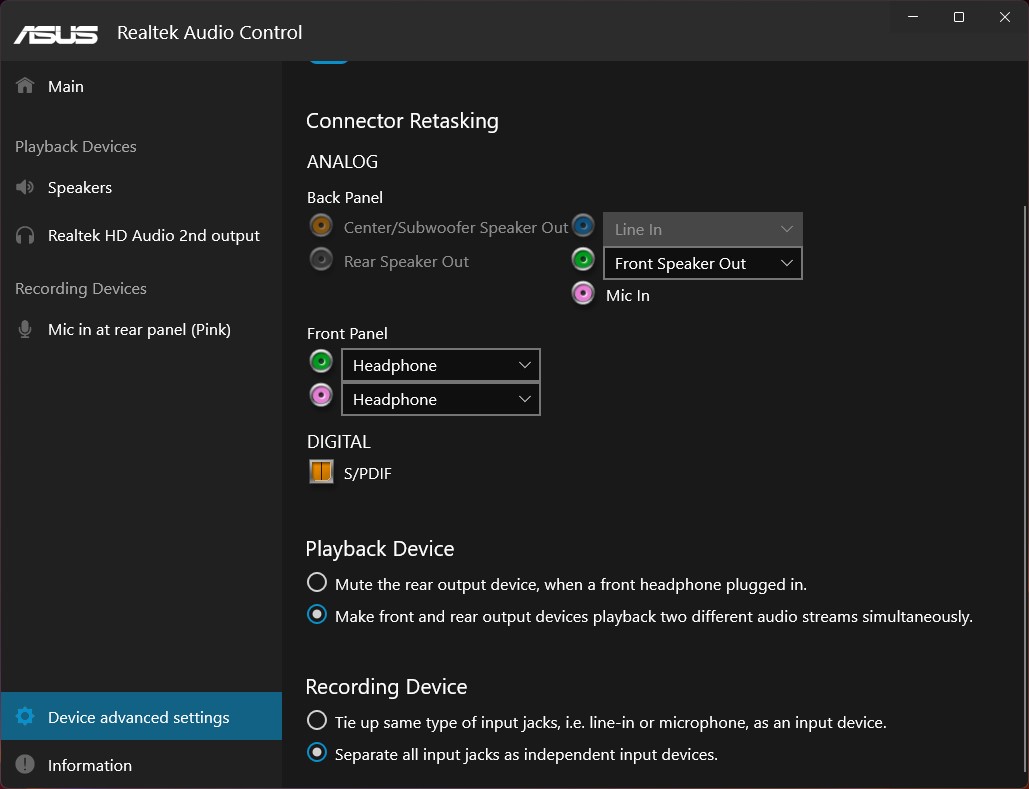 ASUS Realtek Audio Control
Main
Playback Devices
Speakers
Realtek HD Audio 2nd output
Recording Devices
Mic in at rear panel (Pink)
Device advanced settings
Information
Connector Retasking
ANALOG
Back Panel
Center/Subwoofer Speaker Out Line In
Rear Speaker Out Front Speaker Out
Mic In
Front Panel
Headphone
Headphone
DIGITAL
S/PDIF
Playback Device
Mute the rear output device, when a front headphone plugged in.
Make front and rear output devices playback two different audio streams simultaneously.
Recording Device
Tie up same type of input jacks, i.e. line-in or microphone, as an input device.
Separate all input jacks as independent input devices.